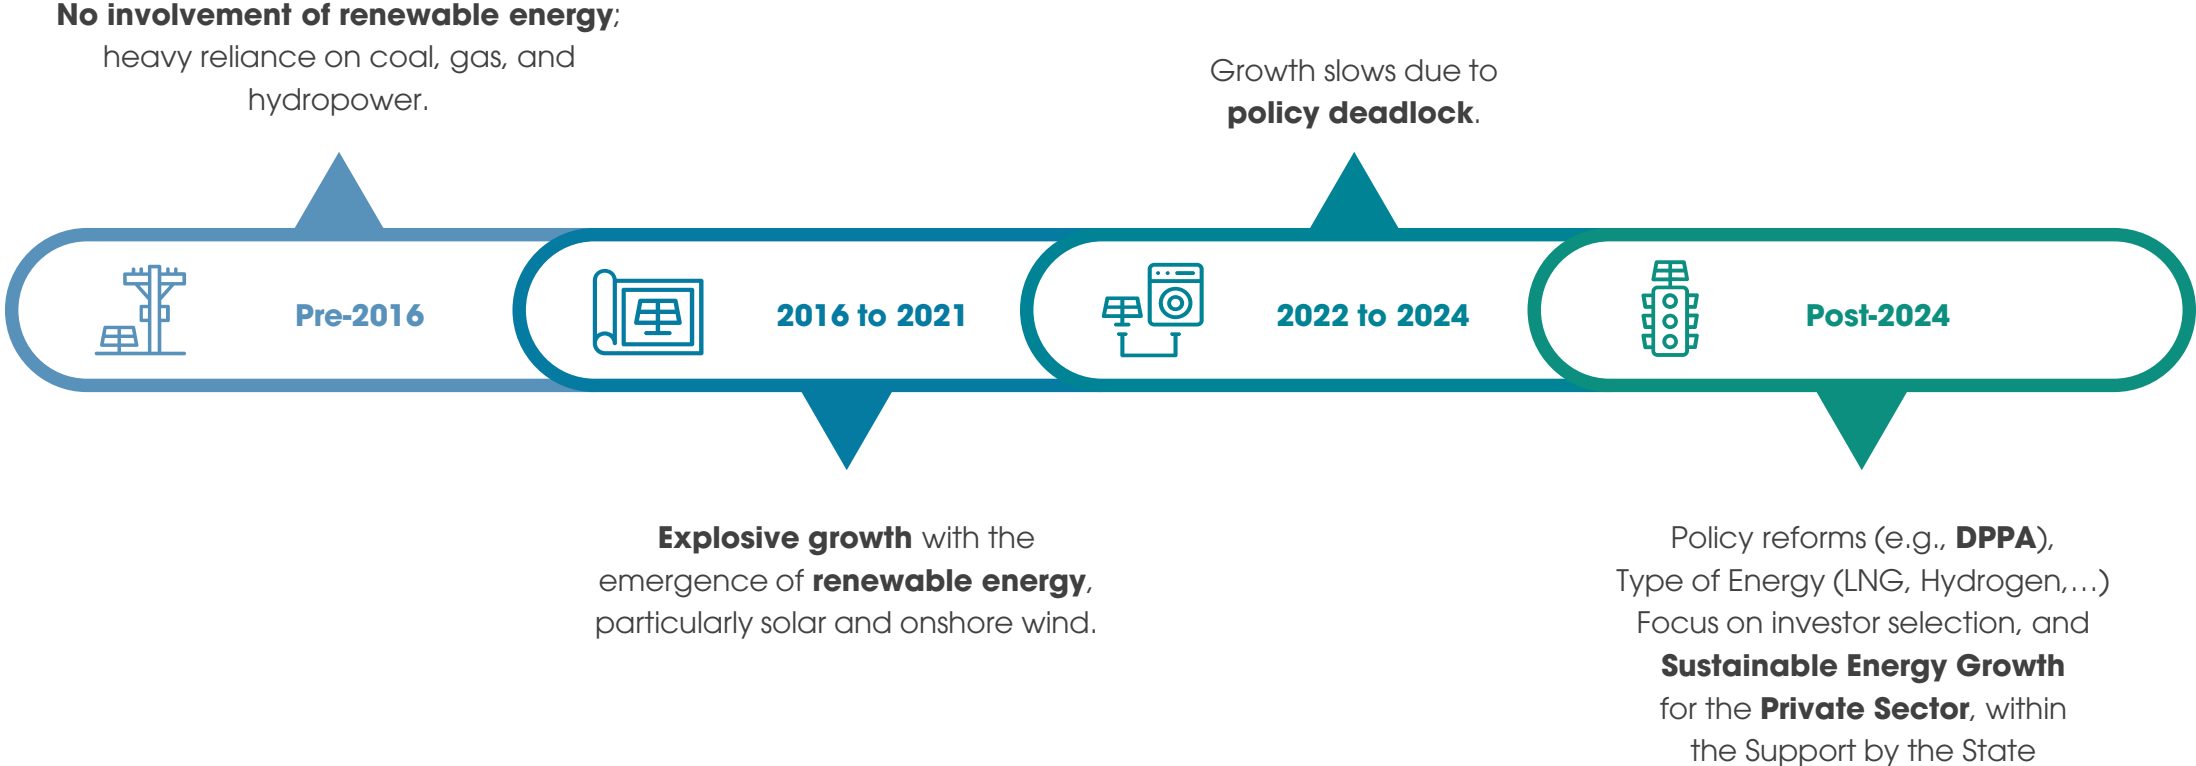 No involvement of renewable energy;
heavy reliance on coal, gas, and
hydropower.
Growth slows due to
policy deadlock.
Pre-2016
2016 to 2021
2022 to 2024
Post-2024
Explosive growth with the
emergence of renewable energy,
particularly solar and onshore wind.
Policy reforms (e.g., DPPA),
Type of Energy (LNG, Hydrogen,...)
Focus on investor selection, and
Sustainable Energy Growth
for the Private Sector, within
the Support by the State